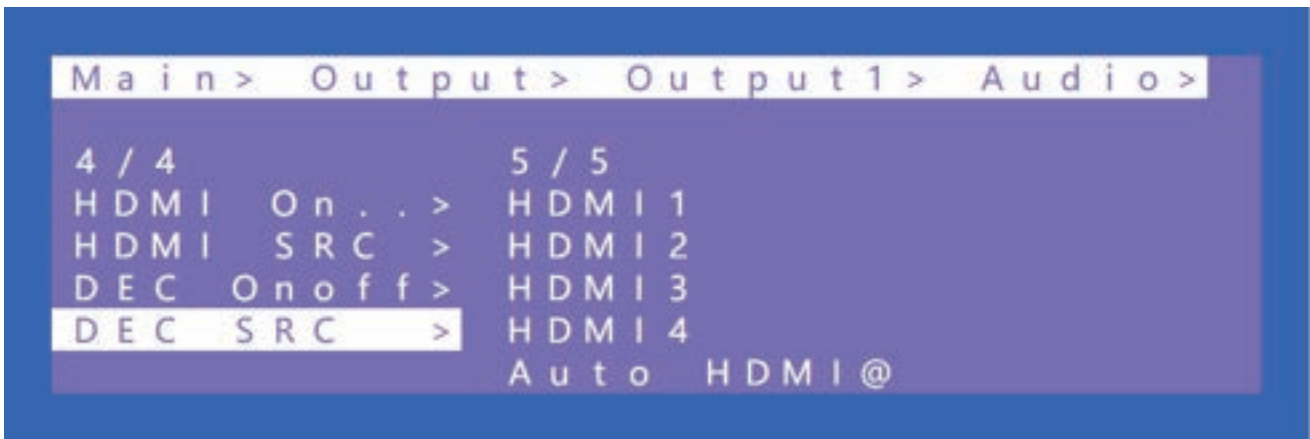 Main> Output> Output1> Audio>
4/4 5/5
HDMI On..> HDMI1
HDMI SRC > HDMI2
DEC Onoff> HDMI3
DEC SRC > HDMI4
Auto HDMI@